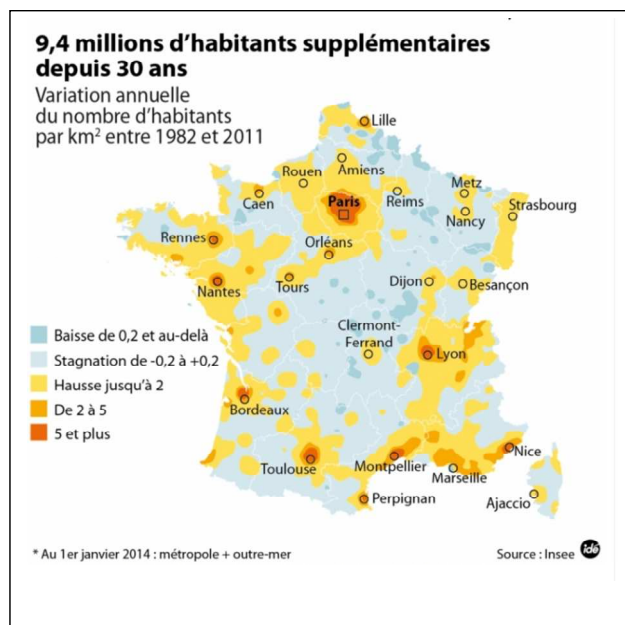 9,4 millions d'habitants supplémentaires
depuis 30 ans
Variation annuelle
du nombre d'habitants
par km² entre 1982 et 2011
Lille
Amiens
Rouen
Caen
Paris
Reims
Metz
Nancy
Strasbourg
Rennes
Orléans
Nantes
Tours
Dijon
Besançon
Baisse de 0,2 et au-delà
Stagnation de -0,2 à +0,2
Hausse jusqu'à 2
De 2 à 5
5 et plus
Clermont-
Ferrand
Lyon
Bordeaux
Toulouse
Montpellier
Marseille
Nice
Perpignan
Ajaccio
* Au 1er janvier 2014 : métropole + outre-mer
Source : Insee
idé